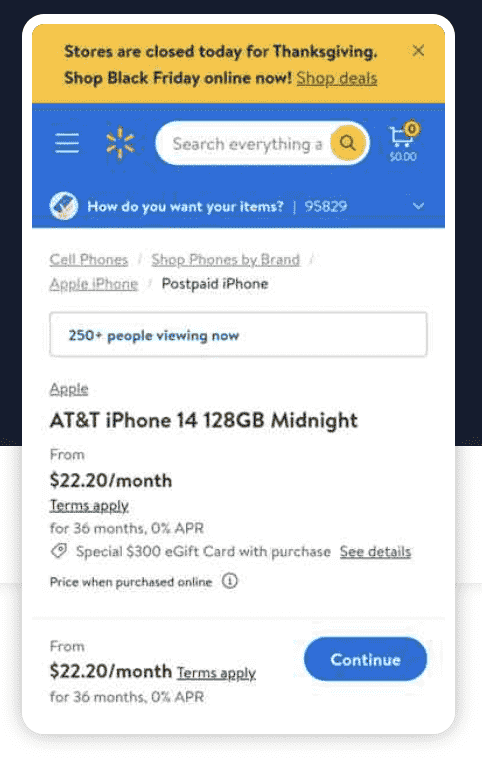 Stores are closed today for Thanksgiving.
Shop Black Friday online now! Shop deals
Search everything a
0
$0.00
How do you want your items? | 95829
Cell Phones / Shop Phones by Brand /
Apple iPhone / Postpaid iPhone
250+ people viewing now
Apple
AT&T iPhone 14 128GB Midnight
From
$22.20/month
Terms apply
for 36 months, 0% APR
Special $300 eGift Card with purchase See details
Price when purchased online
From
$22.20/month Terms apply
for 36 months, 0% APR
Continue